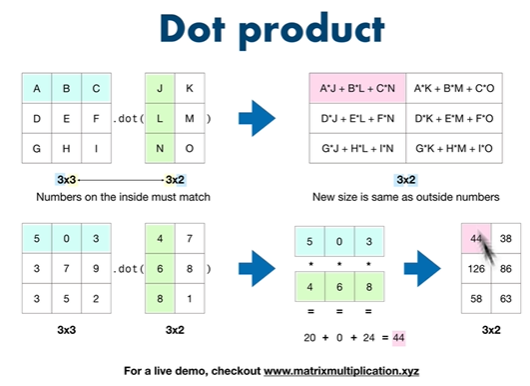 Dot product
A B C
D E F
G H I
.dot(
J K
L M
N O
)
A*J + B*L + C*N A*K + B*M + C*O
D*J + E*L + F*N D*K + E*M + F*O
G*J + H*L + I*N G*K + H*M + I*O
3x3 3x2 3x2
Numbers on the inside must match
New size is same as outside numbers
5 0 3
3 7 9
3 5 2
.dot(
4 7
6 8
8 1
)
5 0 3
* * *
4 6 8
= = =
20 + 0 + 24 = 44
44 38
126 86
58 63
3x3 3x2 3x2
For a live demo, checkout www.matrixmultiplication.xyz